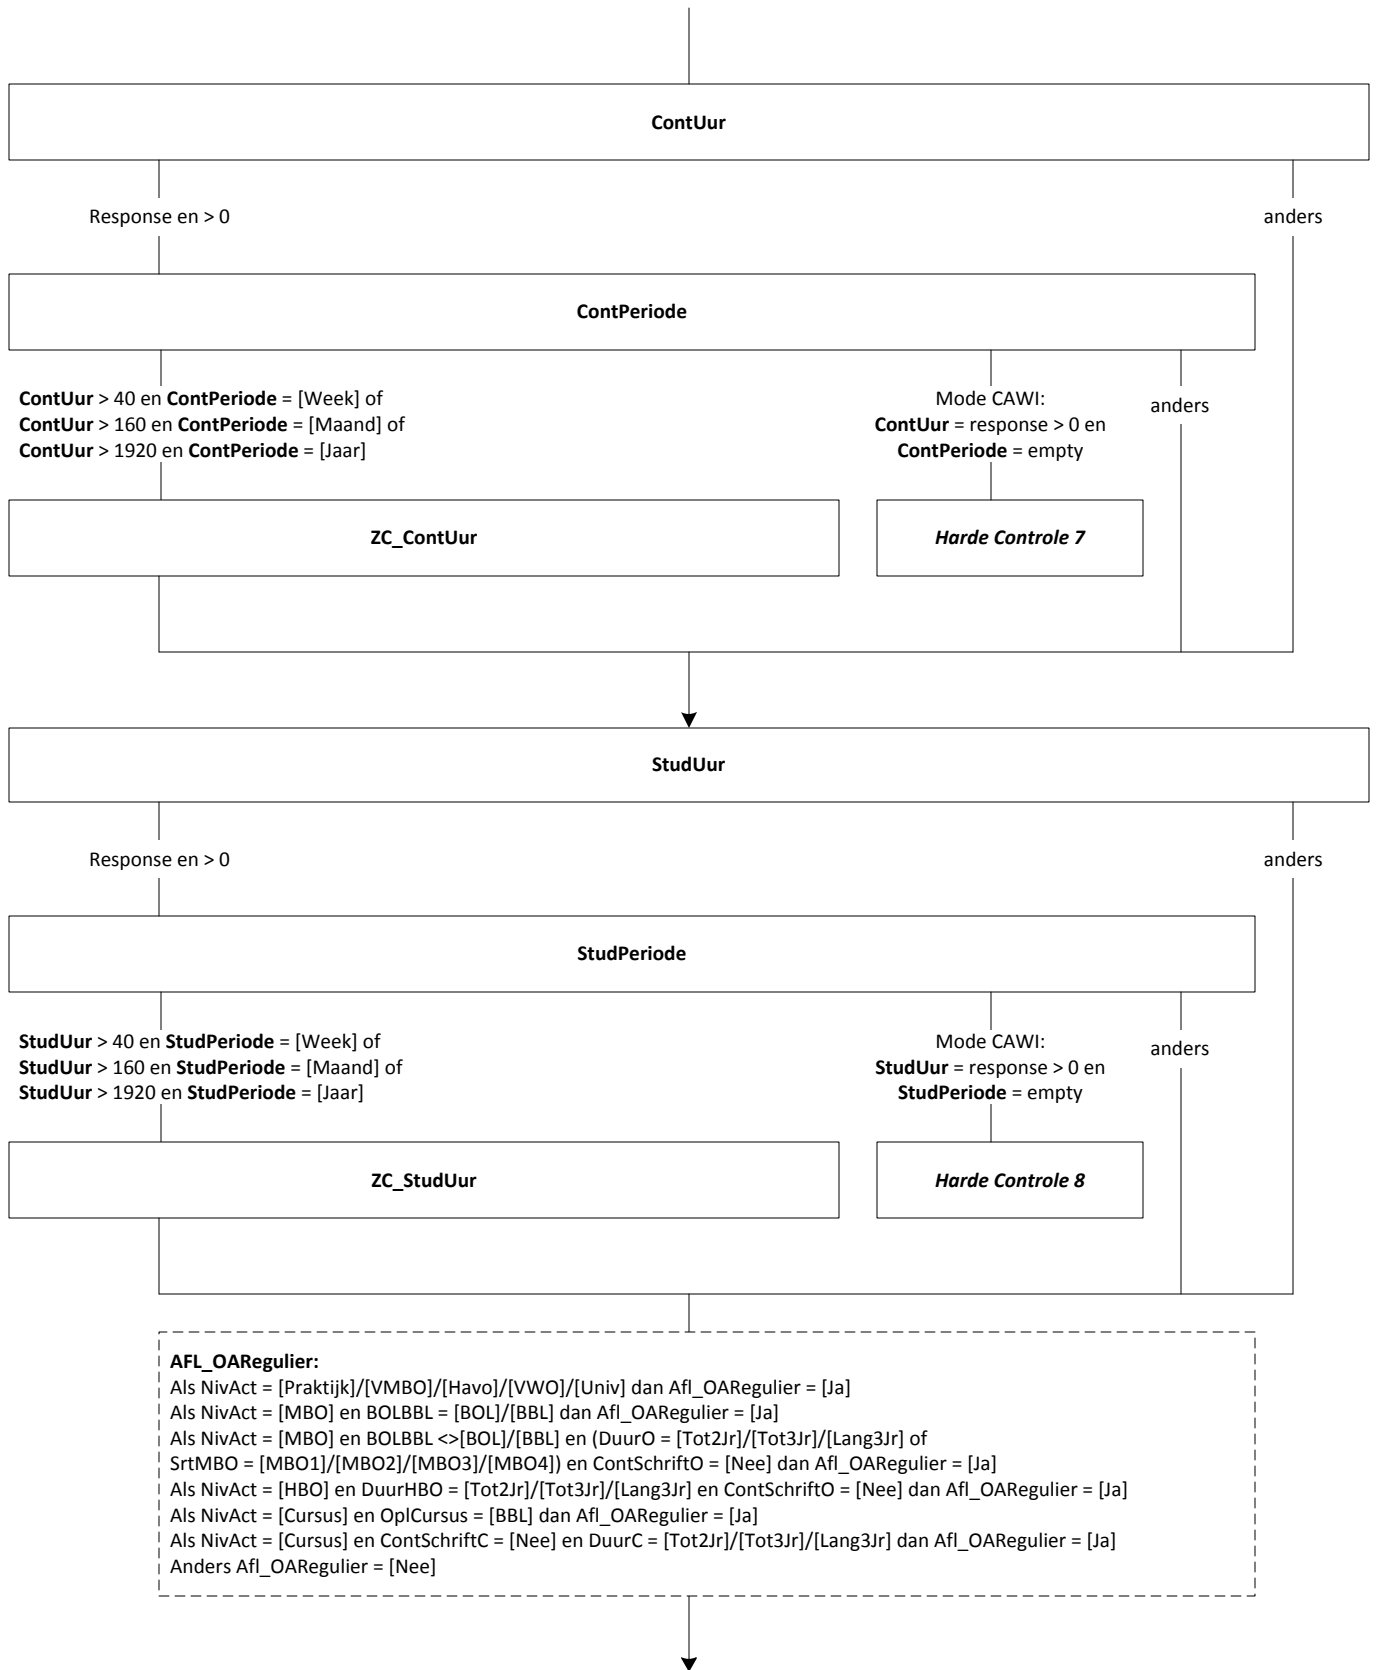 ContUur
Response en > 0
anders
ContPeriode
ContUur > 40 en ContPeriode = [Week] of
ContUur > 160 en ContPeriode = [Maand] of
ContUur > 1920 en ContPeriode = [Jaar]
Mode CAWI:
ContUur = response > 0 en
ContPeriode = empty
anders
ZC_ContUur
Harde Controle 7
StudUur
Response en > 0
anders
StudPeriode
StudUur > 40 en StudPeriode = [Week] of
StudUur > 160 en StudPeriode = [Maand] of
StudUur > 1920 en StudPeriode = [Jaar]
Mode CAWI:
StudUur = response > 0 en
StudPeriode = empty
anders
ZC_StudUur
Harde Controle 8
AFL_OARegulier:
Als NivAct = [Praktijk]/[VMBO]/[Havo]/[VWO]/[Univ] dan Afl_OARegulier = [Ja]
Als NivAct = [MBO] en BOLBBL = [BOL]/[BBL] dan Afl_OARegulier = [Ja]
Als NivAct = [MBO] en BOLBBL <>[BOL]/[BBL] en (DuurO = [Tot2Jr]/[Tot3Jr]/[Lang3Jr] of
SrtMBO = [MBO1]/[MBO2]/[MBO3]/[MBO4]) en ContSchriftO = [Nee] dan Afl_OARegulier = [Ja]
Als NivAct = [HBO] en DuurHBO = [Tot2Jr]/[Tot3Jr]/[Lang3Jr] en ContSchriftO = [Nee] dan Afl_OARegulier = [Ja]
Als NivAct = [Cursus] en OplCursus = [BBL] dan Afl_OARegulier = [Ja]
Als NivAct = [Cursus] en ContSchriftC = [Nee] en DuurC = [Tot2Jr]/[Tot3Jr]/[Lang3Jr] dan Afl_OARegulier = [Ja]
Anders Afl_OARegulier = [Nee]